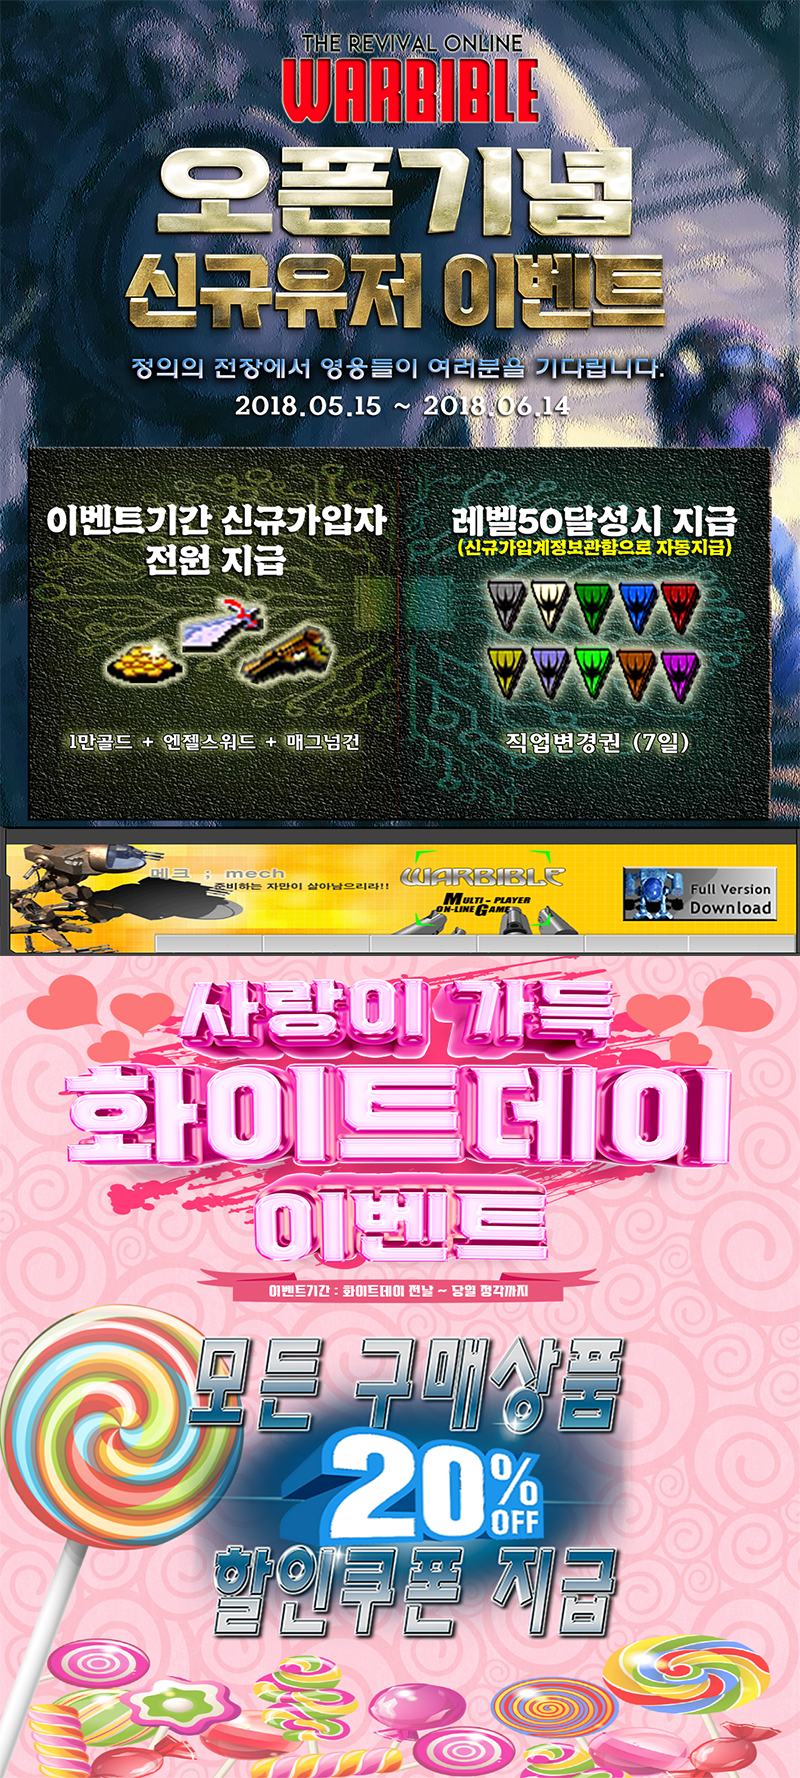 THE REVIVAL ONLINE
WARBIBLE
오픈기념
신규유저 이벤트
정의의 전장에서 영웅들이 여러분을 기다립니다.
2018.05.15 ~ 2018.06.14
이벤트기간 신규가입자
전원 지급
1만골드 + 엔젤스워드 + 매그넘건
레벨50달성시 지급
(신규가입계정보관함으로 자동지급)
직업변경권 (7일)
메크 ; mech
준비하는 자만이 살아남으리라!!
WARBIBLE
MULTI - PLAYER
ON-LINE GAME
Full Version
Download
사랑이 가득
화이트데이
이벤트
이벤트기간 : 화이트데이 전날 ~ 당일 정각까지
모든 구매상품
20% OFF
할인쿠폰 지급